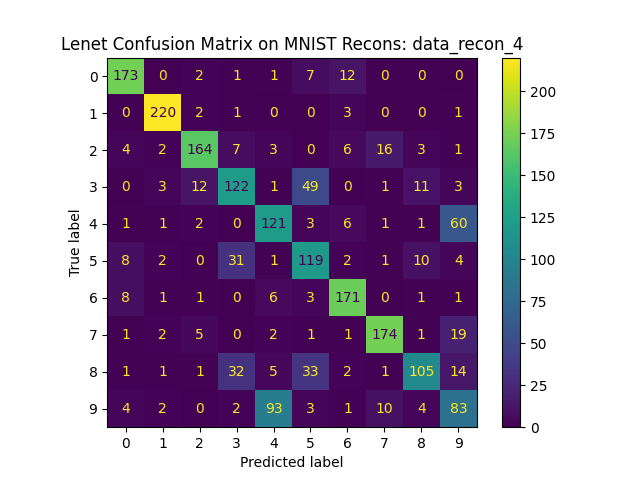 Lenet Confusion Matrix on MNIST Recons: data_recon_4
0 173 0 2 1 1 7 12 0 0 0
1 0 220 2 1 0 0 3 0 0 1
2 4 2 164 7 3 0 6 16 3 1
3 0 3 12 122 1 49 0 1 11 3
4 1 1 2 0 121 3 6 1 1 60
5 8 2 0 31 1 119 2 1 10 4
6 8 1 1 0 6 3 171 0 1 1
7 1 2 5 0 2 1 1 174 1 19
8 1 1 1 32 5 33 2 1 105 14
9 4 2 0 2 93 3 1 10 4 83
0 1 2 3 4 5 6 7 8 9
Predicted label
True label
200
175
150
125
100
75
50
25
0